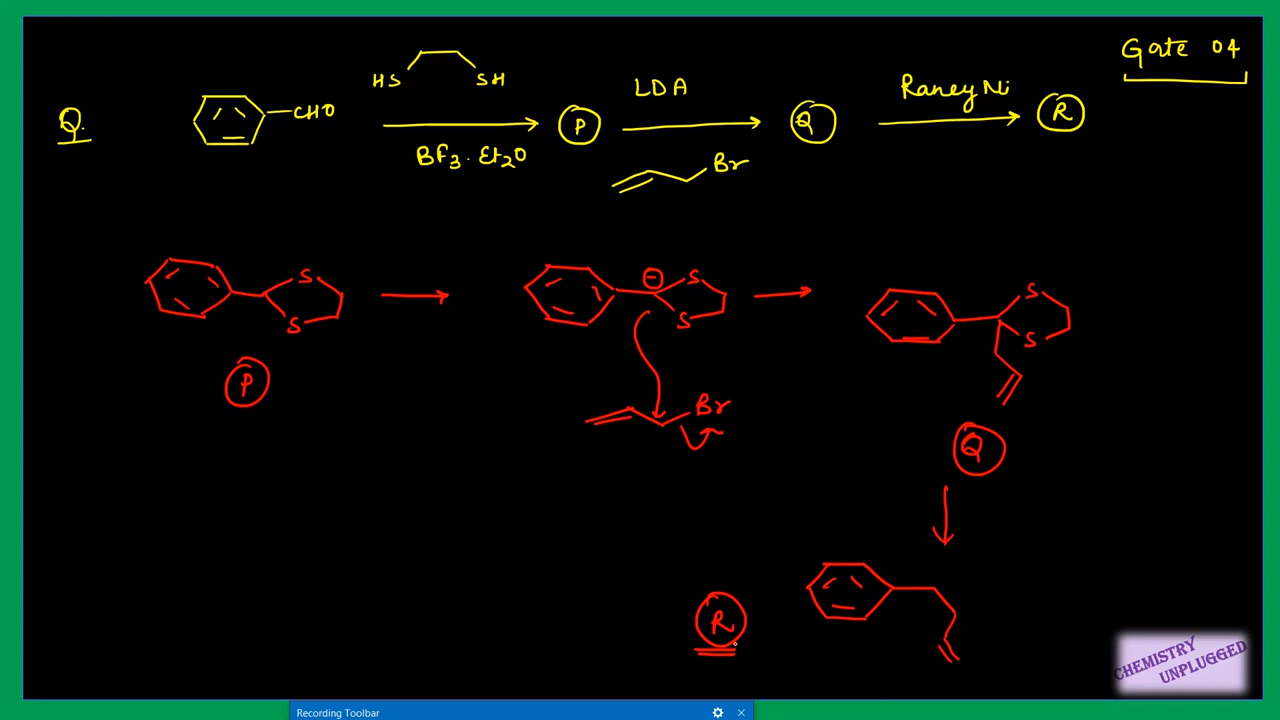 Gate 04
Q.
CHO
HS SH
BF3·Et2O
P
LDA
Br
Q
Raney Ni
R
S
S
P
⊖
S
S
Br
S
S
Q
R
CHEMISTRY
UNPLUGGED
Recording Toolbar